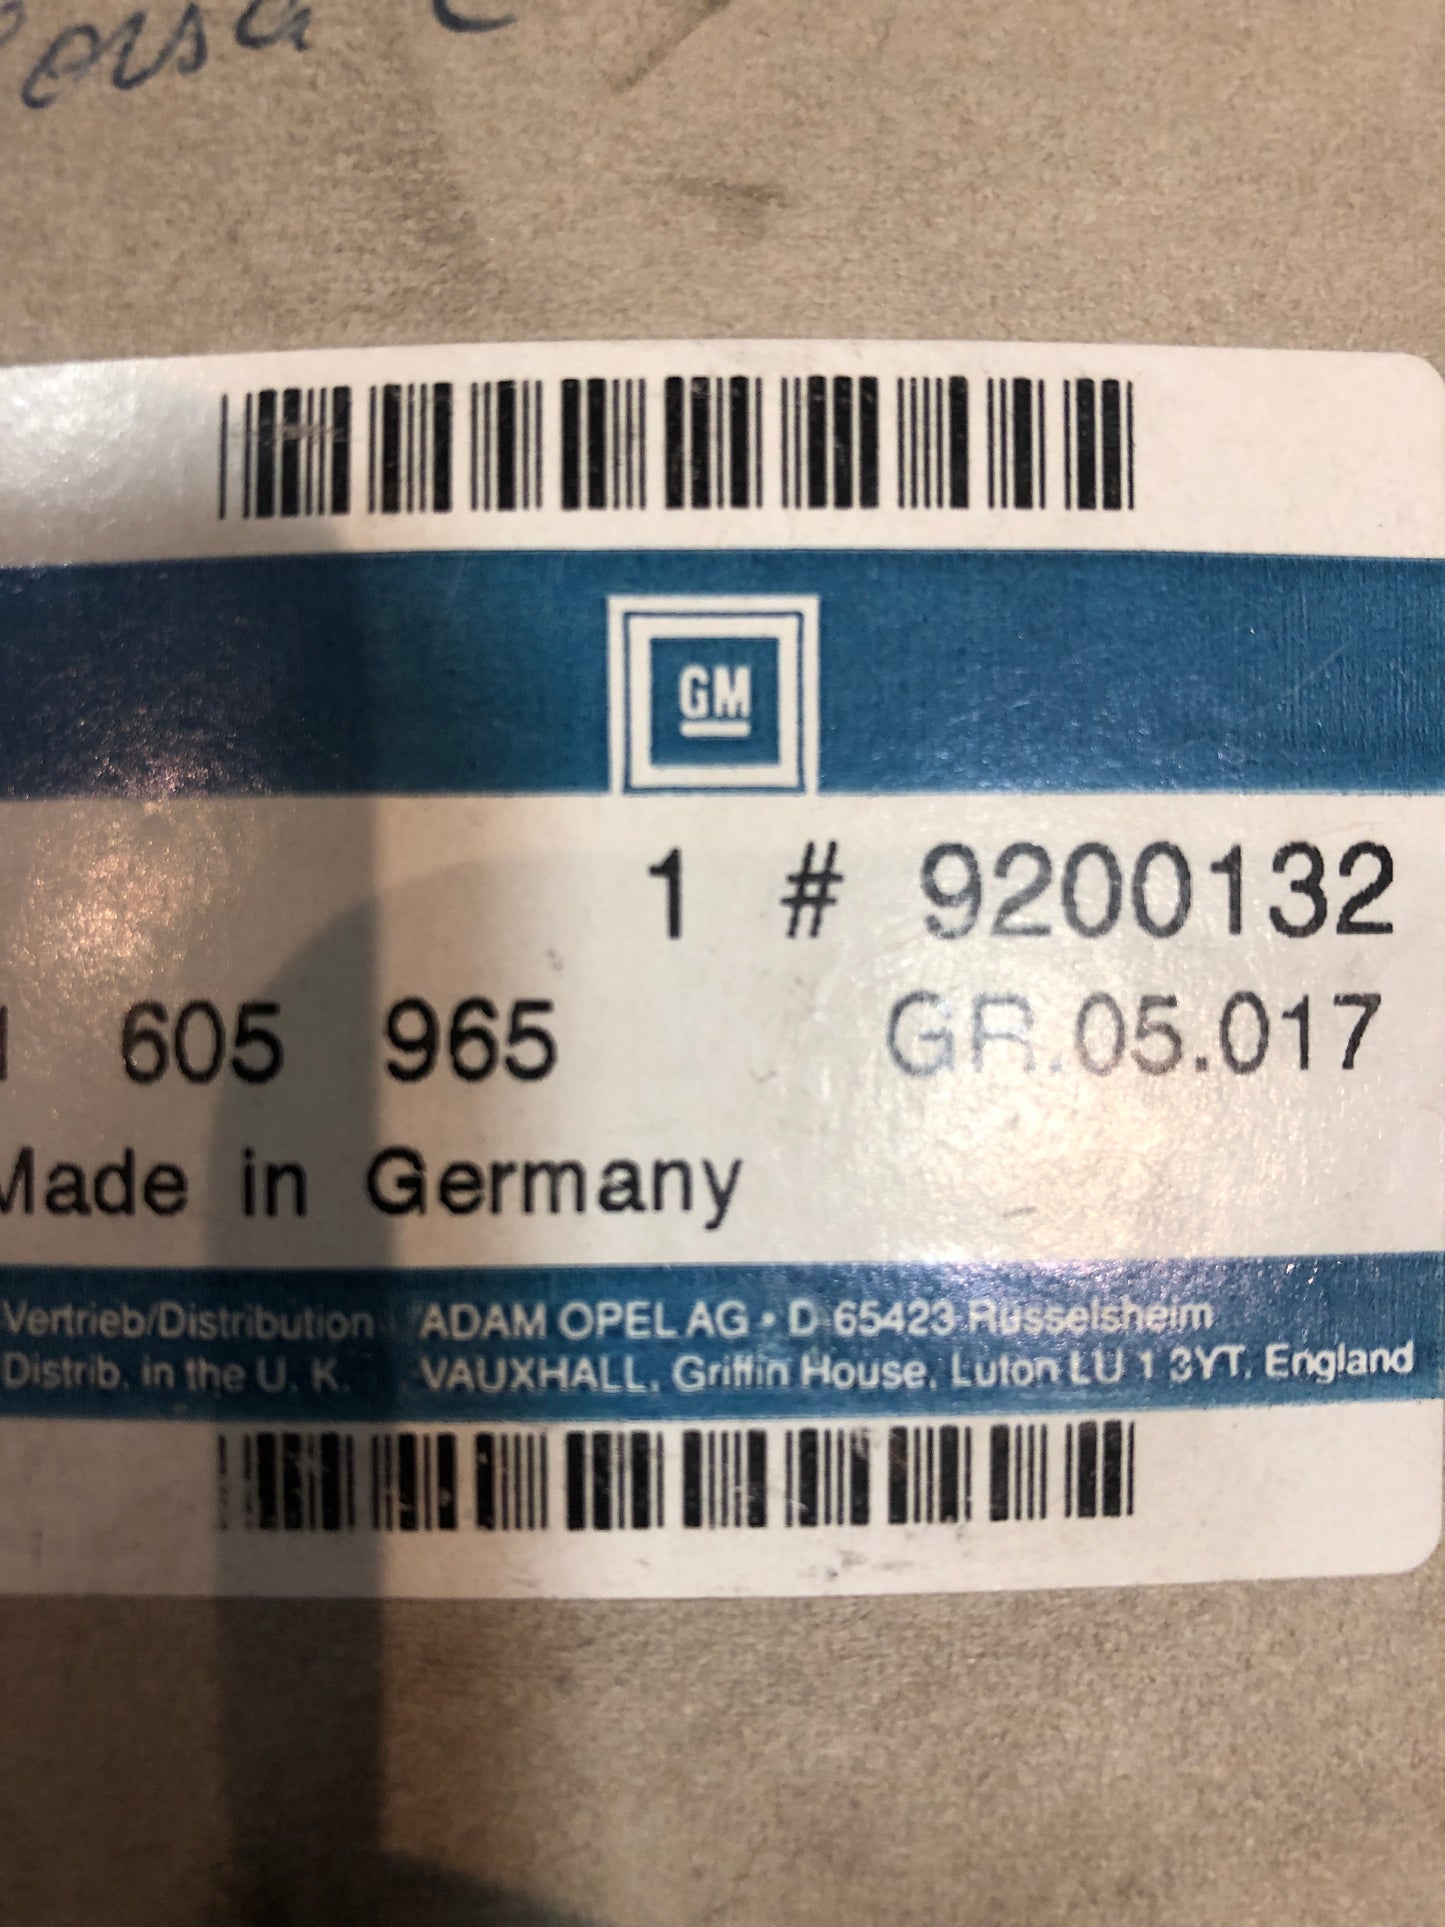 GM
1 # 9200132
605 965 GR.05.017
Made in Germany
Vertrieb/Distribution ADAM OPEL AG • D-65423 Rüsselsheim
Distrib. in the U. K. VAUXHALL, Griffin House, Luton LU 1 3YT, England